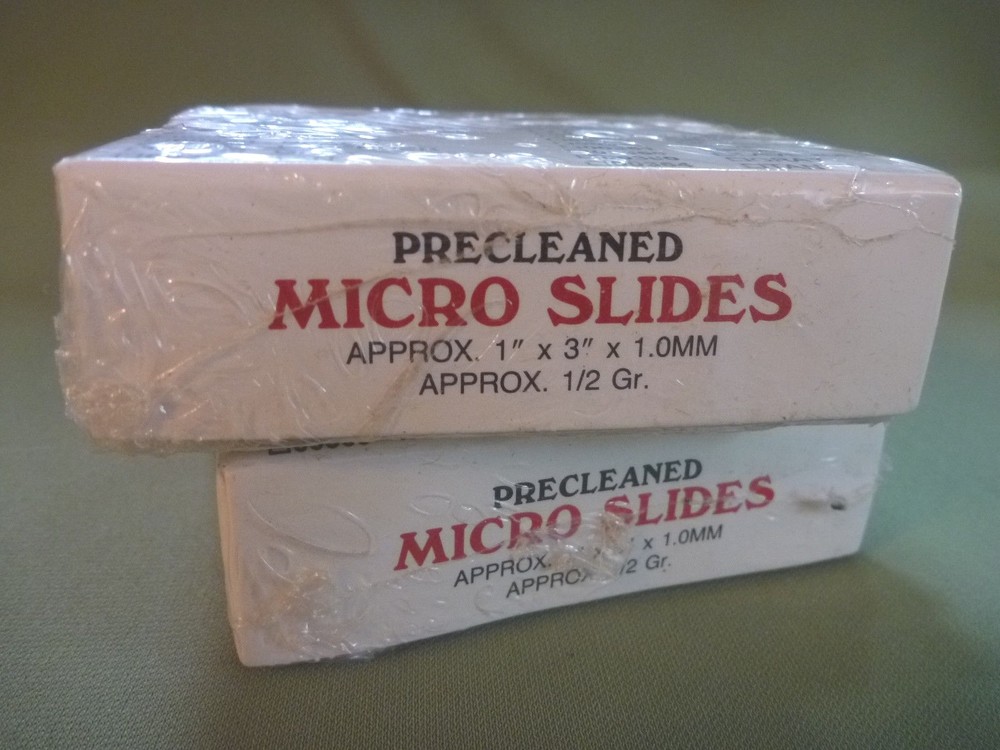 PRECLEANED
MICRO SLIDES
APPROX. 1" x 3" x 1.0MM
APPROX. 1/2 Gr.
PRECLEANED
MICRO SLIDES
APPROX. x 1.0MM
APPROX. 1/2 Gr.